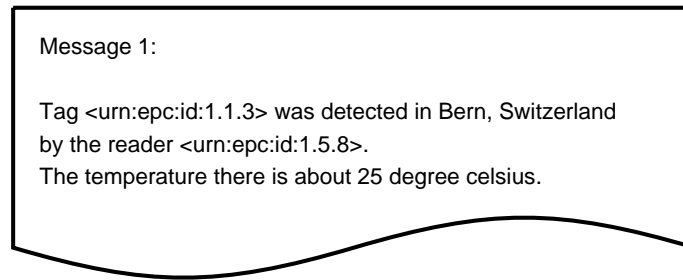 Message 1:
Tag <urn:epc:id:1.1.3> was detected in Bern, Switzerland
by the reader <urn:epc:id:1.5.8>.
The temperature there is about 25 degree celsius.